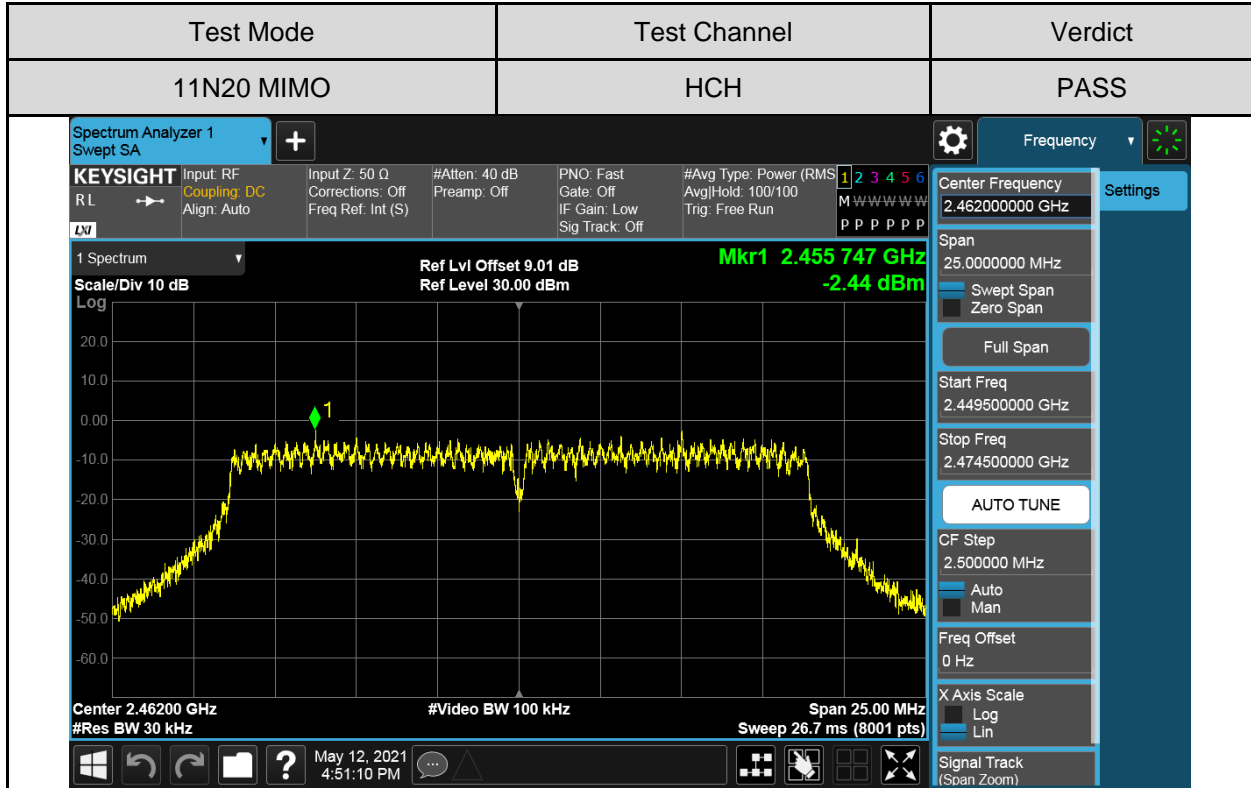 Test Mode Test Channel Verdict
11N20 MIMO HCH PASS
Spectrum Analyzer 1
Swept SA
Frequency
KEYSIGHT
RL
LXI
Input: RF
Coupling: DC
Align: Auto
Input Z: 50 Ω
Corrections: Off
Freq Ref: Int (S)
#Atten: 40 dB
Preamp: Off
PNO: Fast
Gate: Off
IF Gain: Low
Sig Track: Off
#Avg Type: Power (RMS
Avg|Hold: 100/100
Trig: Free Run
1 2 3 4 5 6
M W W W W W
P P P P P P
1 Spectrum
Scale/Div 10 dB
Ref Lvl Offset 9.01 dB
Ref Level 30.00 dBm
Mkr1 2.455 747 GHz
-2.44 dBm
Log
20.0
10.0
0.00
-10.0
-20.0
-30.0
-40.0
-50.0
-60.0
1
Center 2.46200 GHz
#Res BW 30 kHz
#Video BW 100 kHz
Span 25.00 MHz
Sweep 26.7 ms (8001 pts)
Center Frequency
2.462000000 GHz
Settings
Span
25.0000000 MHz
Swept Span
Zero Span
Full Span
Start Freq
2.449500000 GHz
Stop Freq
2.474500000 GHz
AUTO TUNE
CF Step
2.500000 MHz
Auto
Man
Freq Offset
0 Hz
X Axis Scale
Log
Lin
Signal Track
(Span Zoom)
?
May 12, 2021
4:51:10 PM